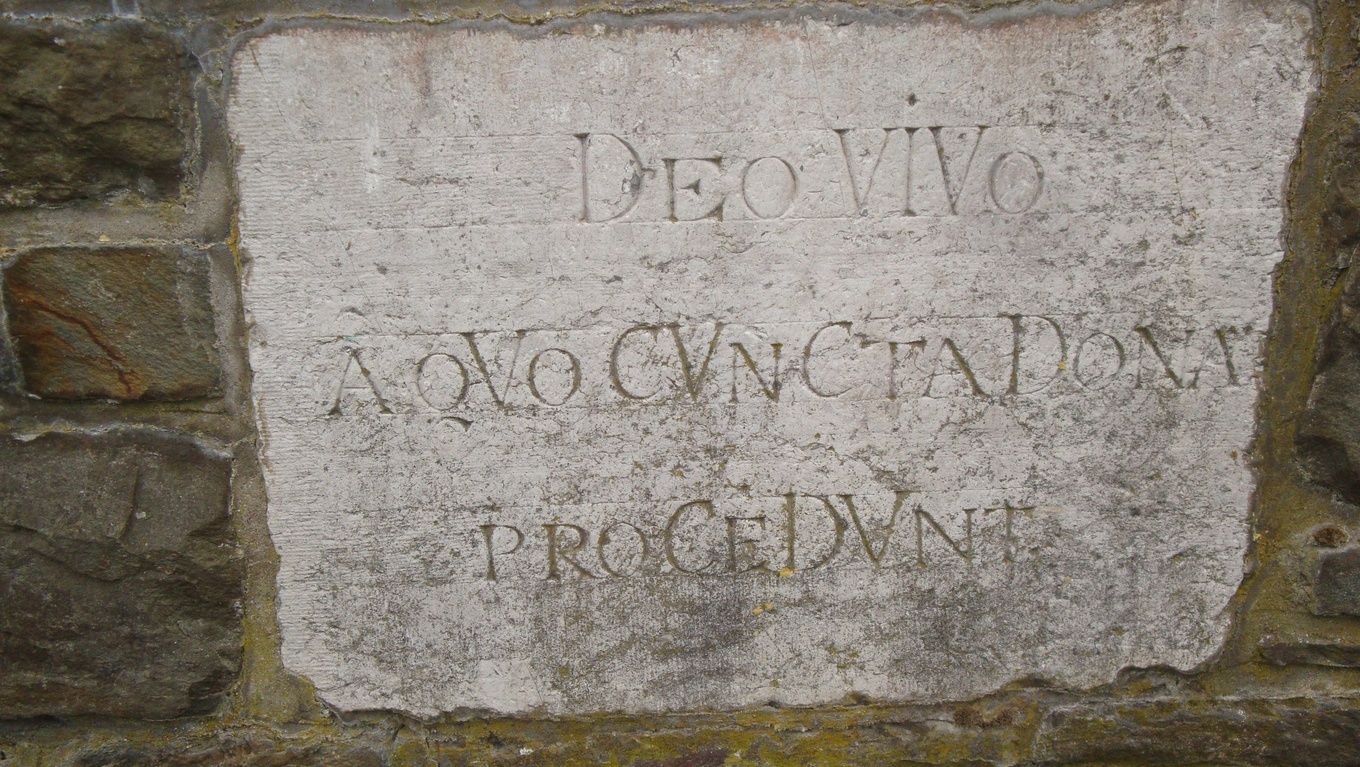 DEO VIVO
A QVO CVNCTA DONA
PROCEDVNT